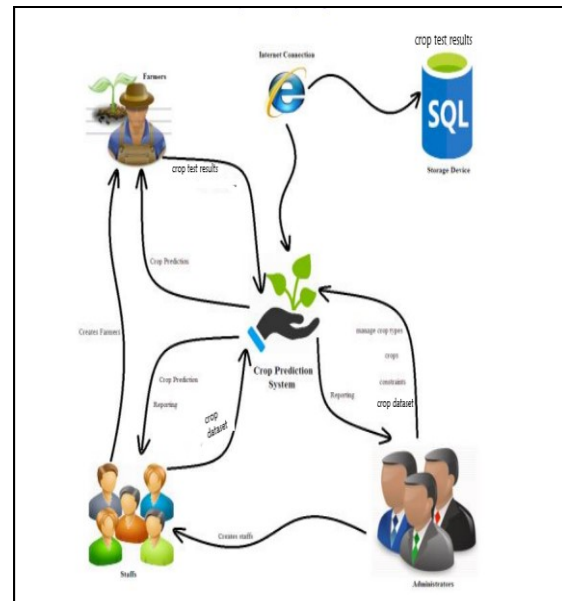 crop test results
Internet Connection
Farmers
SQL
Storage Device
crop test results
Crop Prediction
Creates Farmers
manage crop types
crops
constraints
crop dataset
Crop Prediction
System
Crop Prediction
Reporting
Reporting
crop
dataset
Creates staffs
Staffs
Administrators